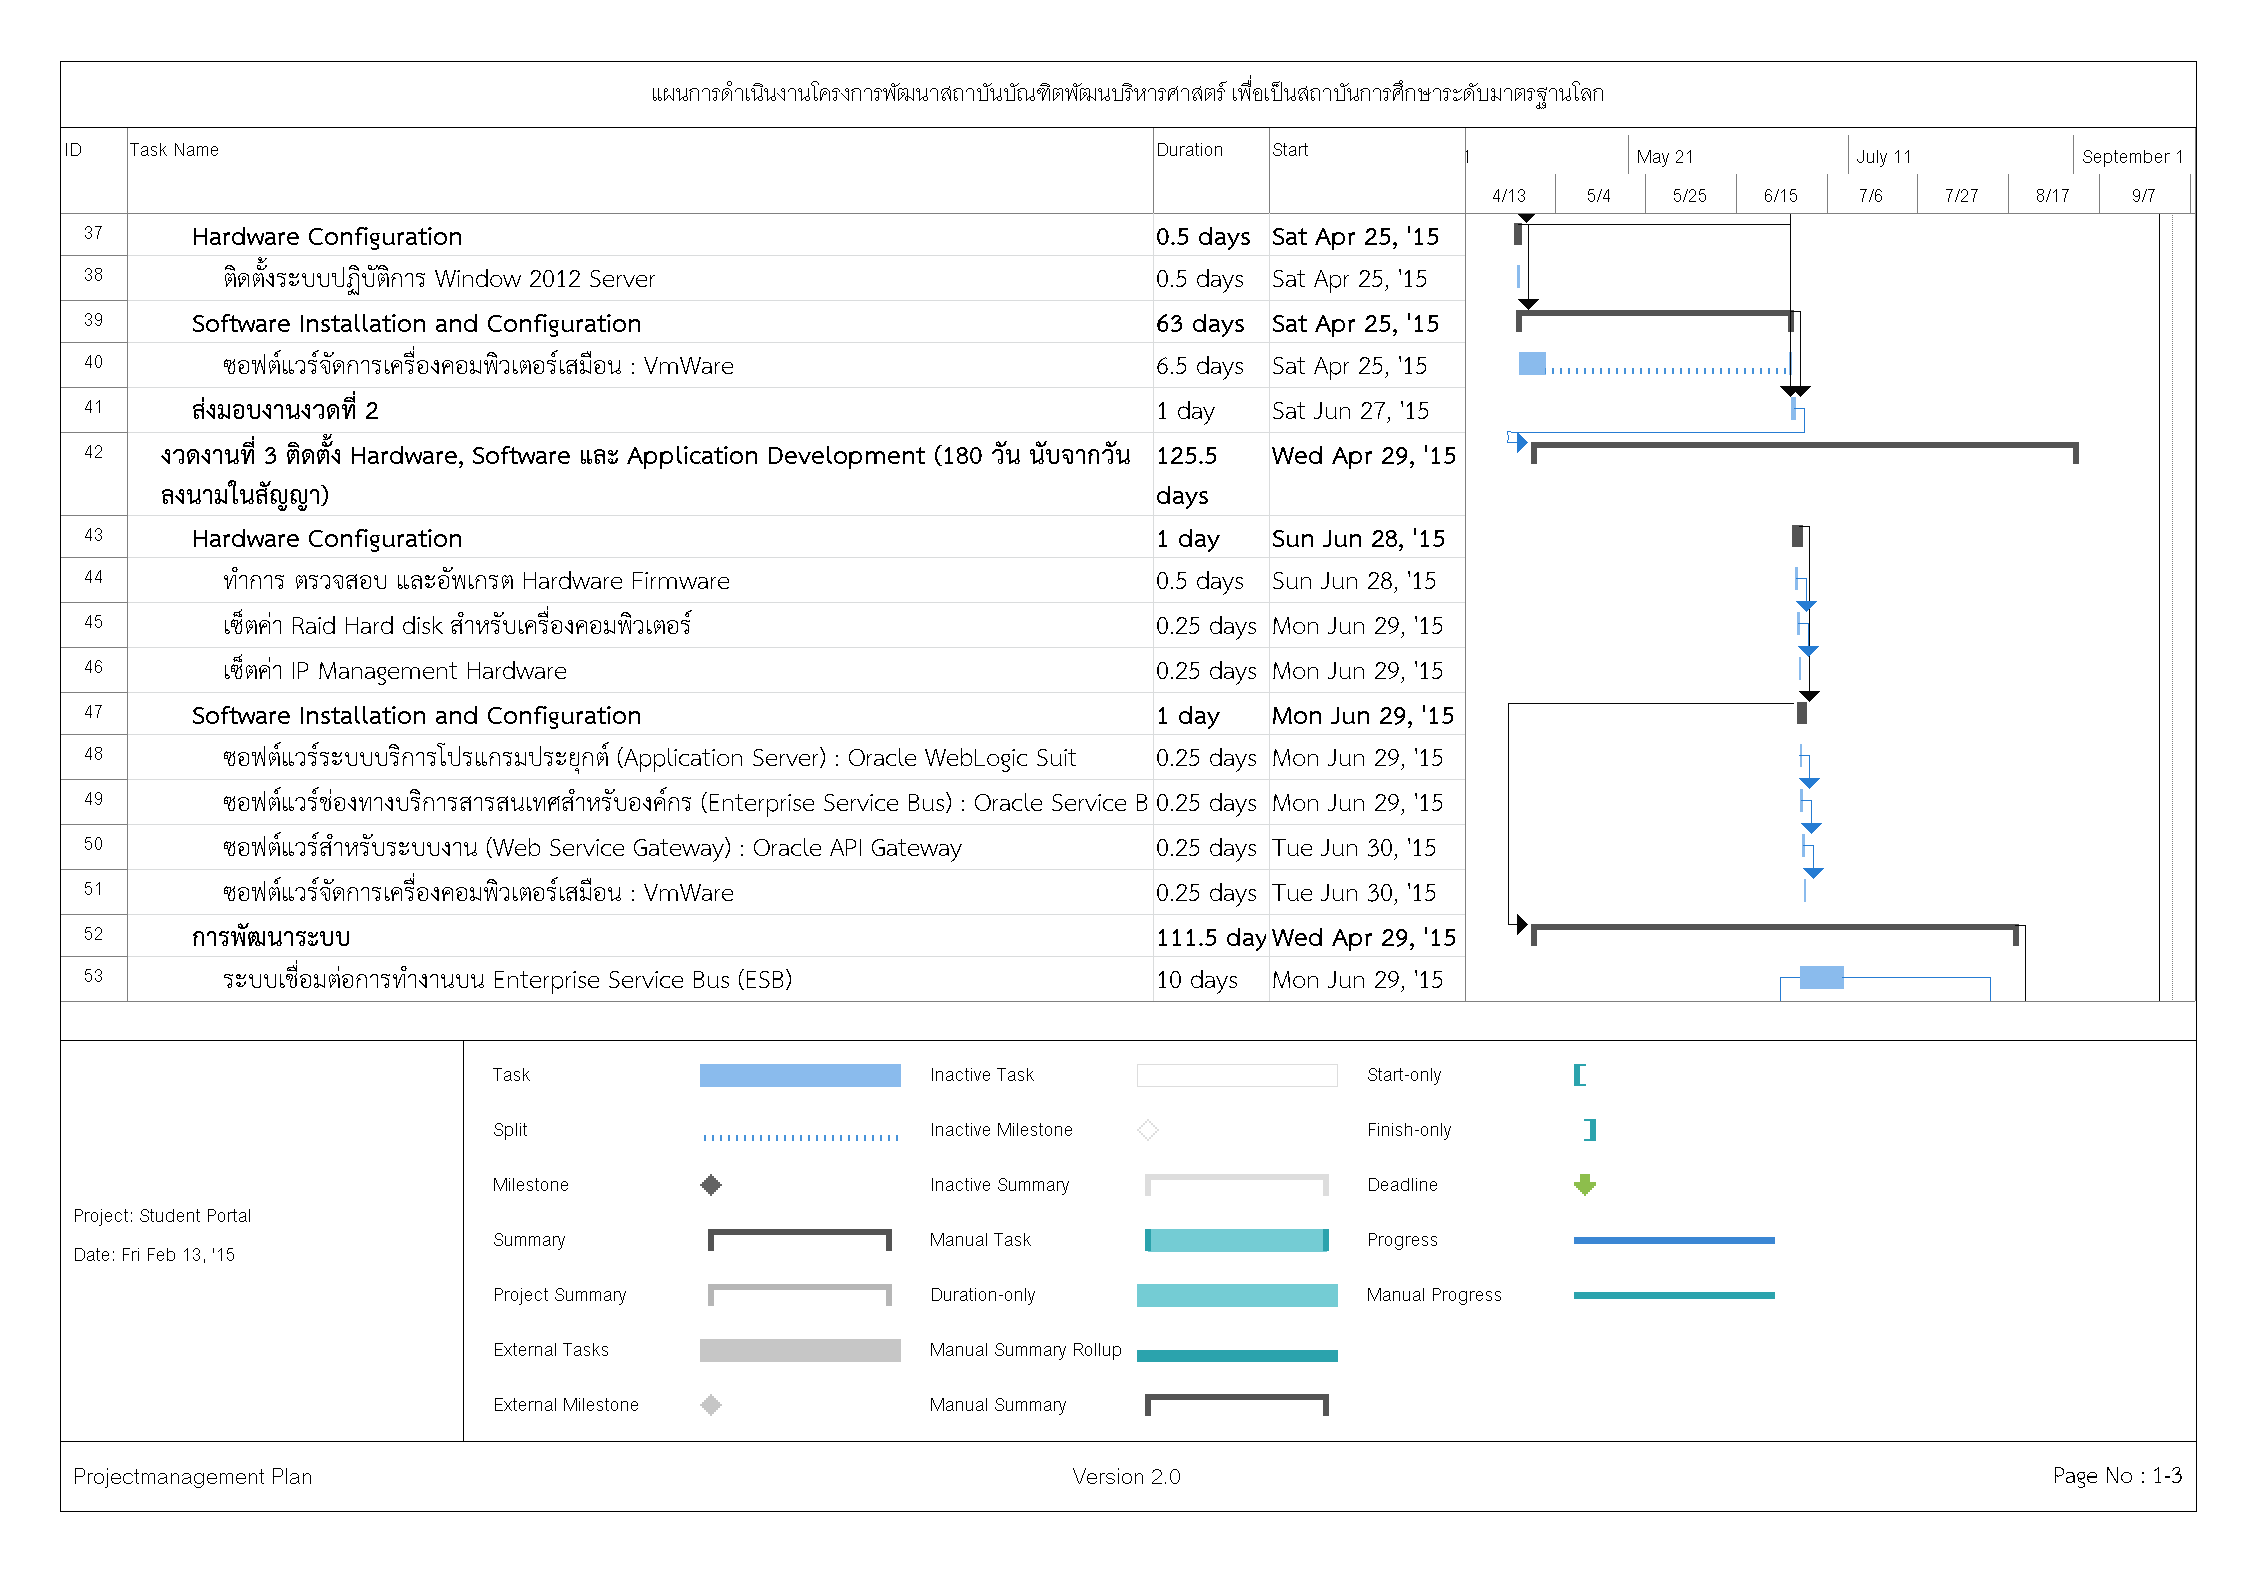 แผนการดำเนินงานโครงการพัฒนาสถาบันบัณฑิตพัฒนบริหารศาสตร์ เพื่อเป็นสถาบันการศึกษาระดับมาตรฐานโลก
ID Task Name Duration Start 1 May 21 July 11 September 1
4/13 5/4 5/25 6/15 7/6 7/27 8/17 9/7
37 Hardware Configuration 0.5 days Sat Apr 25, '15
38 ติดตั้งระบบปฏิบัติการ Window 2012 Server 0.5 days Sat Apr 25, '15
39 Software Installation and Configuration 63 days Sat Apr 25, '15
40 ซอฟต์แวร์จัดการเครื่องคอมพิวเตอร์เสมือน : VmWare 6.5 days Sat Apr 25, '15
41 ส่งมอบงานงวดที่ 2 1 day Sat Jun 27, '15
42 งวดงานที่ 3 ติดตั้ง Hardware, Software และ Application Development (180 วัน นับจากวัน 125.5 Wed Apr 29, '15
ลงนามในสัญญา) days
43 Hardware Configuration 1 day Sun Jun 28, '15
44 ทำการ ตรวจสอบ และอัพเกรต Hardware Firmware 0.5 days Sun Jun 28, '15
45 เซ็ตค่า Raid Hard disk สำหรับเครื่องคอมพิวเตอร์ 0.25 days Mon Jun 29, '15
46 เซ็ตค่า IP Management Hardware 0.25 days Mon Jun 29, '15
47 Software Installation and Configuration 1 day Mon Jun 29, '15
48 ซอฟต์แวร์ระบบบริการโปรแกรมประยุกต์ (Application Server) : Oracle WebLogic Suit 0.25 days Mon Jun 29, '15
49 ซอฟต์แวร์ช่องทางบริการสารสนเทศสำหรับองค์กร (Enterprise Service Bus) : Oracle Service B 0.25 days Mon Jun 29, '15
50 ซอฟต์แวร์สำหรับระบบงาน (Web Service Gateway) : Oracle API Gateway 0.25 days Tue Jun 30, '15
51 ซอฟต์แวร์จัดการเครื่องคอมพิวเตอร์เสมือน : VmWare 0.25 days Tue Jun 30, '15
52 การพัฒนาระบบ 111.5 day Wed Apr 29, '15
53 ระบบเชื่อมต่อการทำงานบน Enterprise Service Bus (ESB) 10 days Mon Jun 29, '15
Project: Student Portal
Date: Fri Feb 13, '15
Task Inactive Task Start-only
Split Inactive Milestone Finish-only
Milestone Inactive Summary Deadline
Summary Manual Task Progress
Project Summary Duration-only Manual Progress
External Tasks Manual Summary Rollup
External Milestone Manual Summary
Projectmanagement Plan Version 2.0 Page No : 1-3